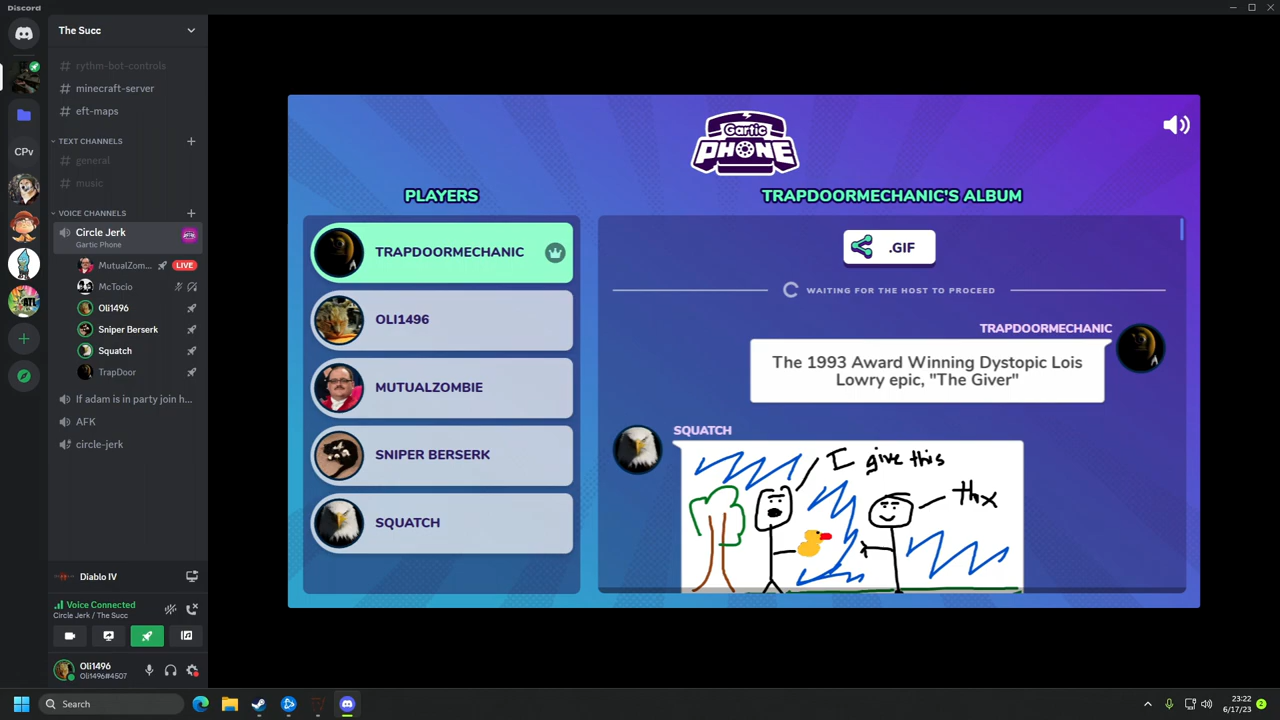 Discord
The Succ
rythm-bot-controls
minecraft-server
eft-maps
TEXT CHANNELS
general
music
VOICE CHANNELS
Circle Jerk
Gartic Phone
MutualZom...
LIVE
McTocio
Oli1496
Sniper Berserk
Squatch
TrapDoor
If adam is in party join h...
AFK
circle-jerk
CPv
Diablo IV
Voice Connected
Circle Jerk / The Succ
Oli1496
Oli1496#4507
Gartic
PHONE
PLAYERS
TRAPDOORMECHANIC
OLI1496
MUTUALZOMBIE
SNIPER BERSERK
SQUATCH
TRAPDOORMECHANIC'S ALBUM
.GIF
WAITING FOR THE HOST TO PROCEED
TRAPDOORMECHANIC
The 1993 Award Winning Dystopic Lois
Lowry epic, "The Giver"
SQUATCH
I give this
thx
Search
23:22
6/17/23
2